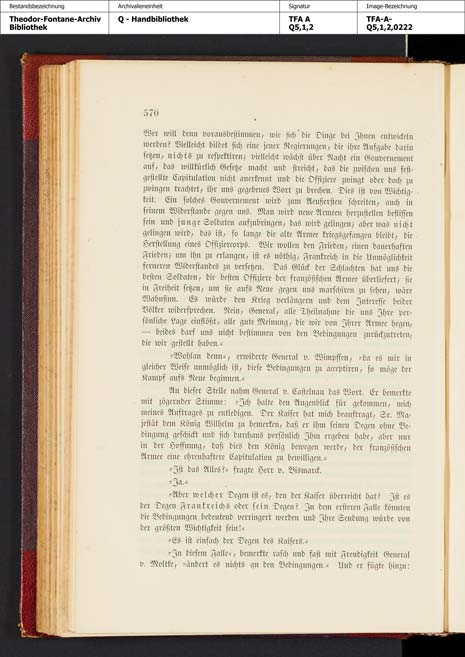 Bestandsbezeichnung Archivalieneinheit Signatur Image-Bezeichnung
Theodor-Fontane-Archiv Q - Handbibliothek TFA A TFA-A-
Bibliothek Q5,1,2 Q5,1,2,0222
570
Wer will denn vorausbestimmen, wie sich die Dinge bei Ihnen entwickeln
werden? Vielleicht bildet sich eine jener Regierungen, die ihre Aufgabe darin
setzen, nichts zu respektiren; vielleicht wächst über Nacht ein Gouvernement
auf, das willkürlich Gesetze macht und streicht, das die zwischen uns fest-
gestellte Capitulation nicht anerkennt und die Offiziere zwingt oder doch zu
zwingen trachtet, ihr uns gegebenes Wort zu brechen. Dies ist von Wichtig-
keit. Ein solches Gouvernement wird zum Aeußersten schreiten, auch in
seinem Widerstande gegen uns. Man wird neue Armeen herzustellen beflissen
sein und junge Soldaten aufzubringen, das wird gelingen; aber was nicht
gelingen wird, das ist, so lange die alte Armee kriegsgefangen bleibt, die
Herstellung eines Offiziercorps. Wir wollen den Frieden, einen dauerhaften
Frieden; um ihn zu erlangen, ist es nöthig, Frankreich in die Unmöglichkeit
ferneren Widerstandes zu versetzen. Das Glück der Schlachten hat uns die
besten Soldaten, die besten Offiziere der französischen Armee überliefert; sie
in Freiheit setzen, um sie aufs Neue gegen uns marschiren zu sehen, wäre
Wahnsinn. Es würde den Krieg verlängern und dem Interesse beider
Völker widersprechen. Nein, General, alle Theilnahme die uns Ihre per-
sönliche Lage einflößt, alle gute Meinung, die wir von Ihrer Armee hegen,
— beides darf uns nicht bestimmen von den Bedingungen zurückzutreten,
die wir gestellt haben.«
»Wohlan denn«, erwiderte General v. Wimpffen, »da es mir in
gleicher Weise unmöglich ist, diese Bedingungen zu acceptiren, so möge der
Kampf aufs Neue beginnen.«
An dieser Stelle nahm General v. Castelnau das Wort. Er bemerkte
mit zögernder Stimme: »Ich halte den Augenblick für gekommen, mich
meines Auftrages zu entledigen. Der Kaiser hat mich beauftragt, Sr. Ma-
jestät dem König Wilhelm zu bemerken, daß er ihm seinen Degen ohne Be-
dingung geschickt und sich durchaus persönlich Ihm ergeben habe, aber nur
in der Hoffnung, daß dies den König bewegen werde, der französischen
Armee eine ehrenhaftere Capitulation zu bewilligen.«
»Ist das Alles?« fragte Herr v. Bismarck.
»Ja.«
»Aber welcher Degen ist es, den der Kaiser überreicht hat? Ist es
der Degen Frankreichs oder sein Degen? In dem ersteren Falle könnten
die Bedingungen bedeutend verringert werden und Ihre Sendung würde von
der größten Wichtigkeit sein!«
»Es ist einfach der Degen des Kaisers.«
»In diesem Falle«, bemerkte rasch und fast mit Freudigkeit General
v. Moltke, »ändert es nichts an den Bedingungen.« Und er fügte hinzu: